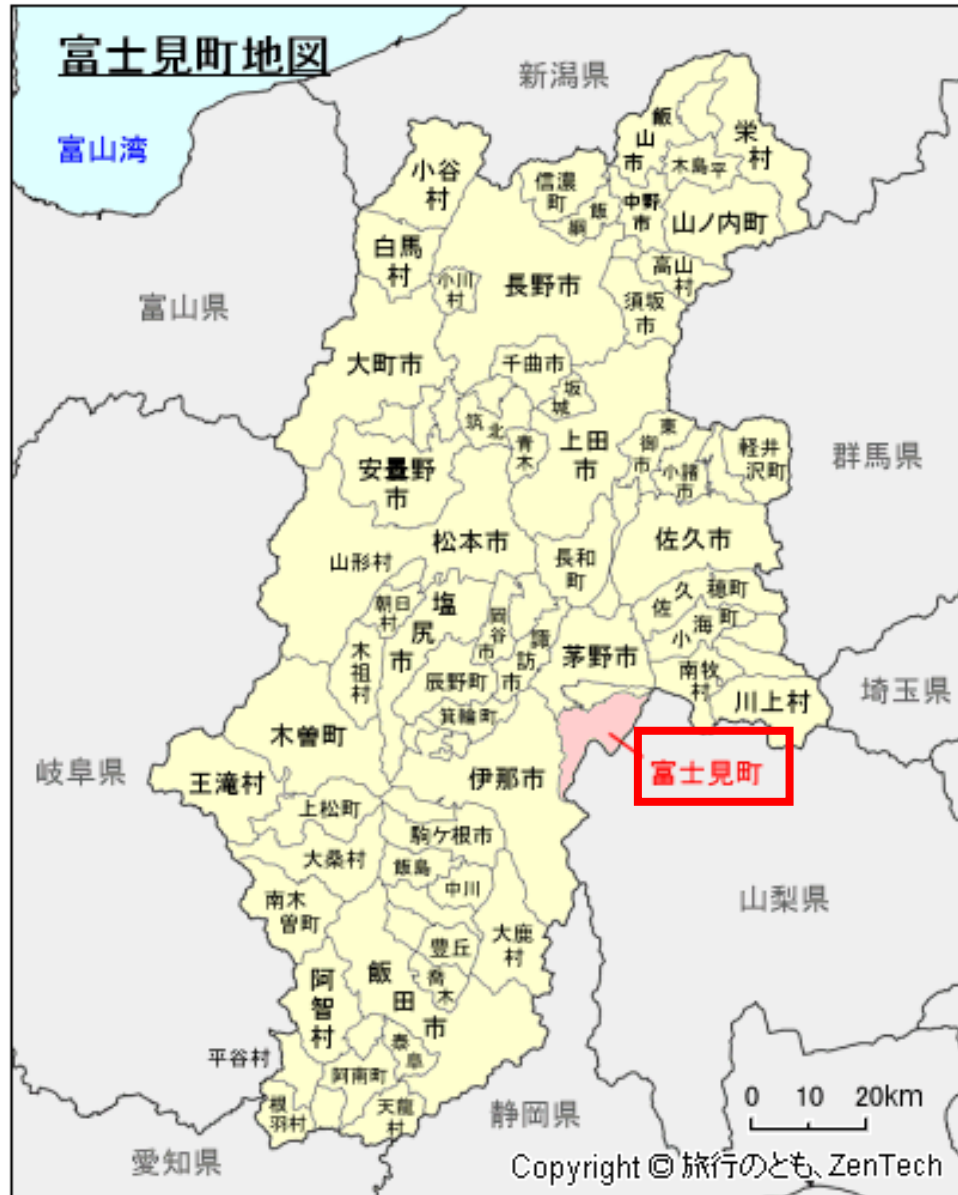 富士見町地図
新潟県
富山湾
飯山市
栄村
小谷村
木島平
信濃町
中野市
飯綱
山ノ内町
白馬村
高山村
小川村
長野市
須坂市
富山県
大町市
千曲市
坂城
筑北
青木
上田市
東御市
小諸市
軽井沢町
群馬県
安曇野市
松本市
佐久市
山形村
長和町
佐久穂町
朝日村
塩尻市
岡谷市
諏訪市
茅野市
小海町
木祖村
辰野町
南牧村
川上村
埼玉県
箕輪町
木曽町
富士見町
岐阜県
王滝村
伊那市
上松町
駒ケ根市
大桑村
飯島
中川
南木曽町
山梨県
豊丘
大鹿村
阿智村
飯田市
喬木
泰阜
平谷村
阿南町
根羽村
天龍村
静岡県
愛知県
0 10 20km
Copyright © 旅行のとも、ZenTech